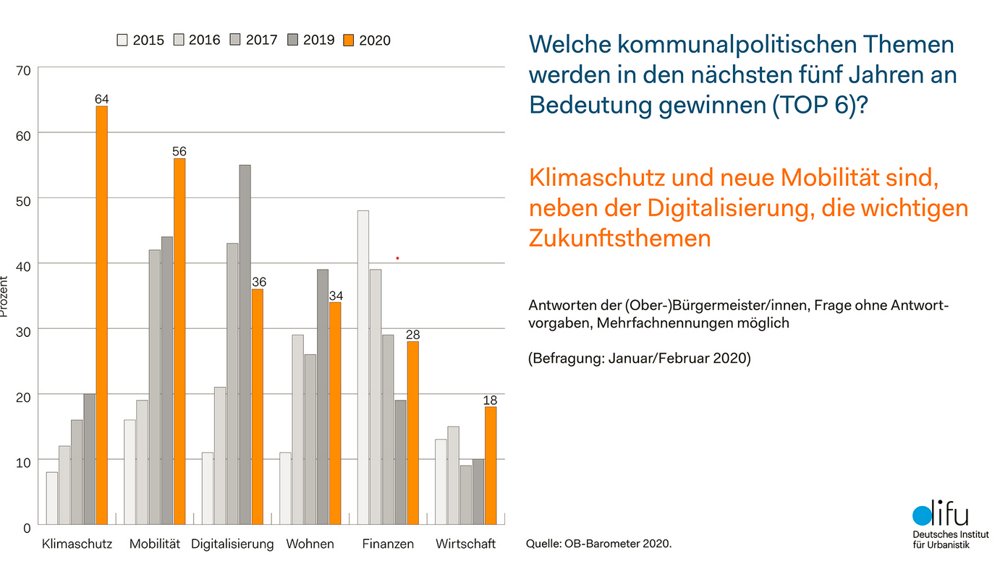 2015 2016 2017 2019 2020
Welche kommunalpolitischen Themen
werden in den nächsten fünf Jahren an
Bedeutung gewinnen (TOP 6)?
Klimaschutz und neue Mobilität sind,
neben der Digitalisierung, die wichtigen
Zukunftsthemen
Antworten der (Ober-)Bürgermeister/innen, Frage ohne Antwort-
vorgaben, Mehrfachnennungen möglich
(Befragung: Januar/Februar 2020)
Prozent
70
60
50
40
30
20
10
0
64
56
36
34
28
18
Klimaschutz Mobilität Digitalisierung Wohnen Finanzen Wirtschaft
Quelle: OB-Barometer 2020.
difu
Deutsches Institut
für Urbanistik